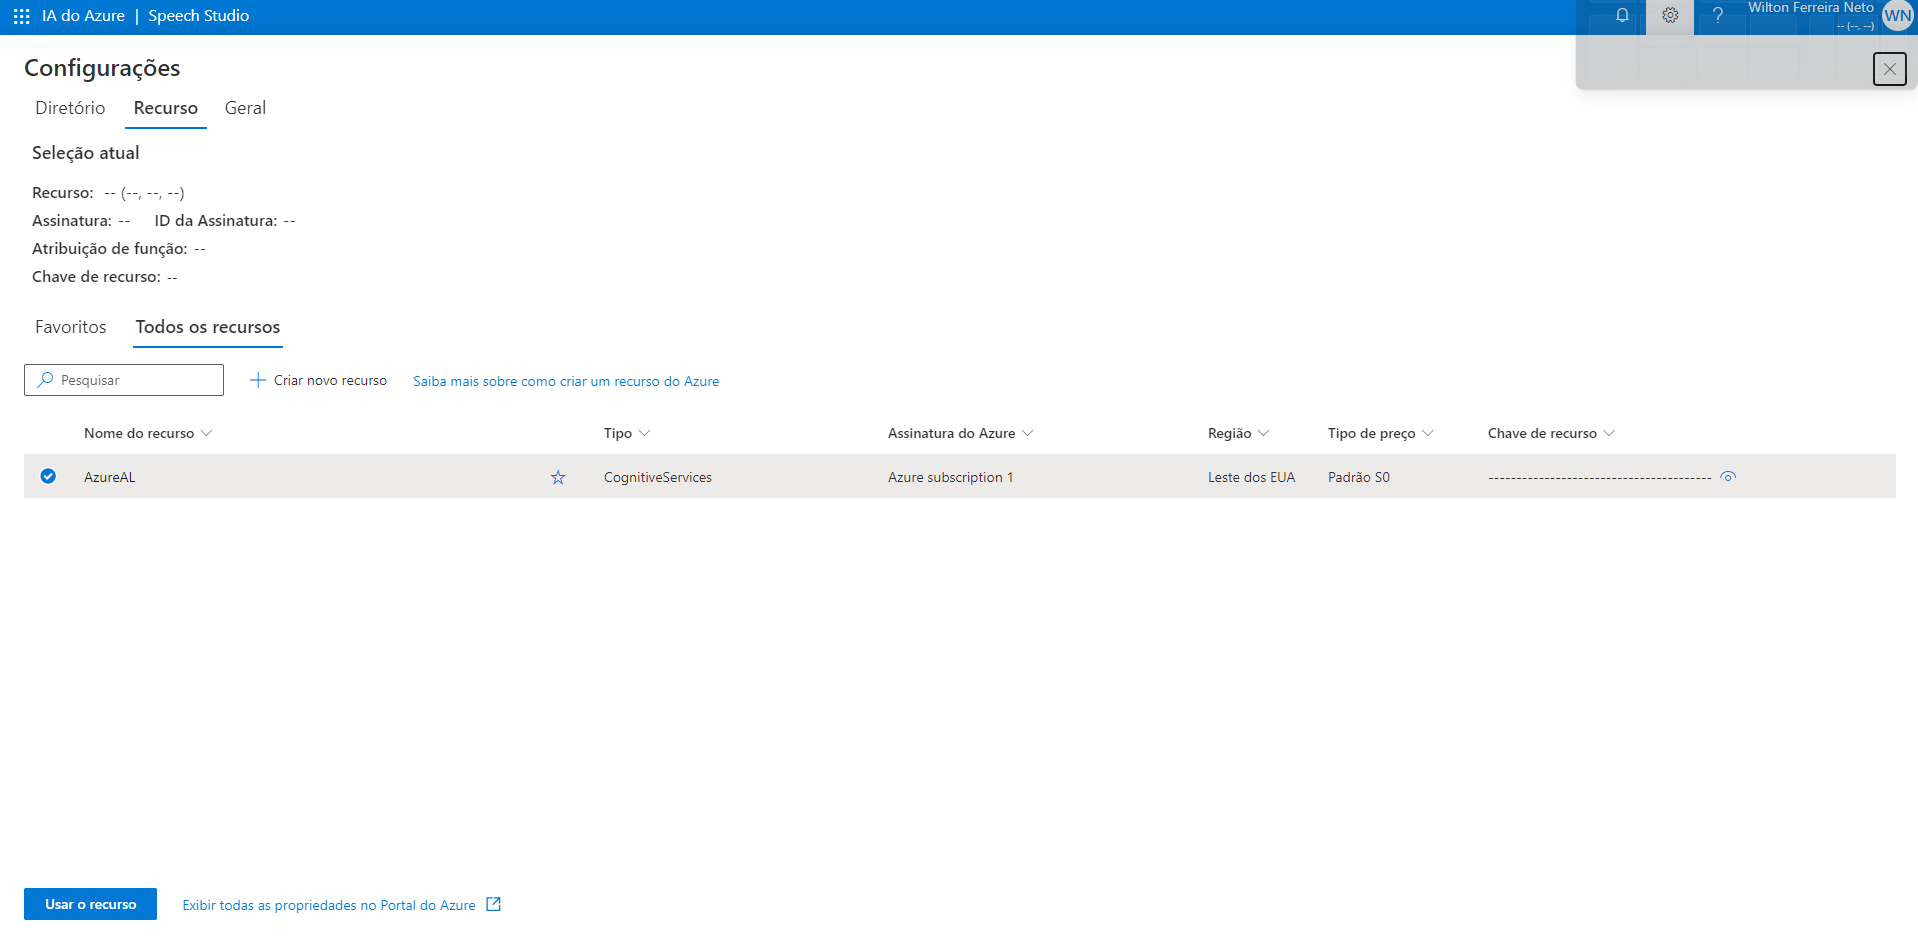 IA do Azure | Speech Studio
?
Wilton Ferreira Neto
-- (--, --)
WN
Configurações
Diretório Recurso Geral
Seleção atual
Recurso: -- (--, --, --)
Assinatura: -- ID da Assinatura: --
Atribuição de função: --
Chave de recurso: --
Favoritos Todos os recursos
Pesquisar Criar novo recurso Saiba mais sobre como criar um recurso do Azure
Nome do recurso Tipo Assinatura do Azure Região Tipo de preço Chave de recurso
AzureAL CognitiveServices Azure subscription 1 Leste dos EUA Padrão S0 ----------------------------------------
Usar o recurso Exibir todas as propriedades no Portal do Azure